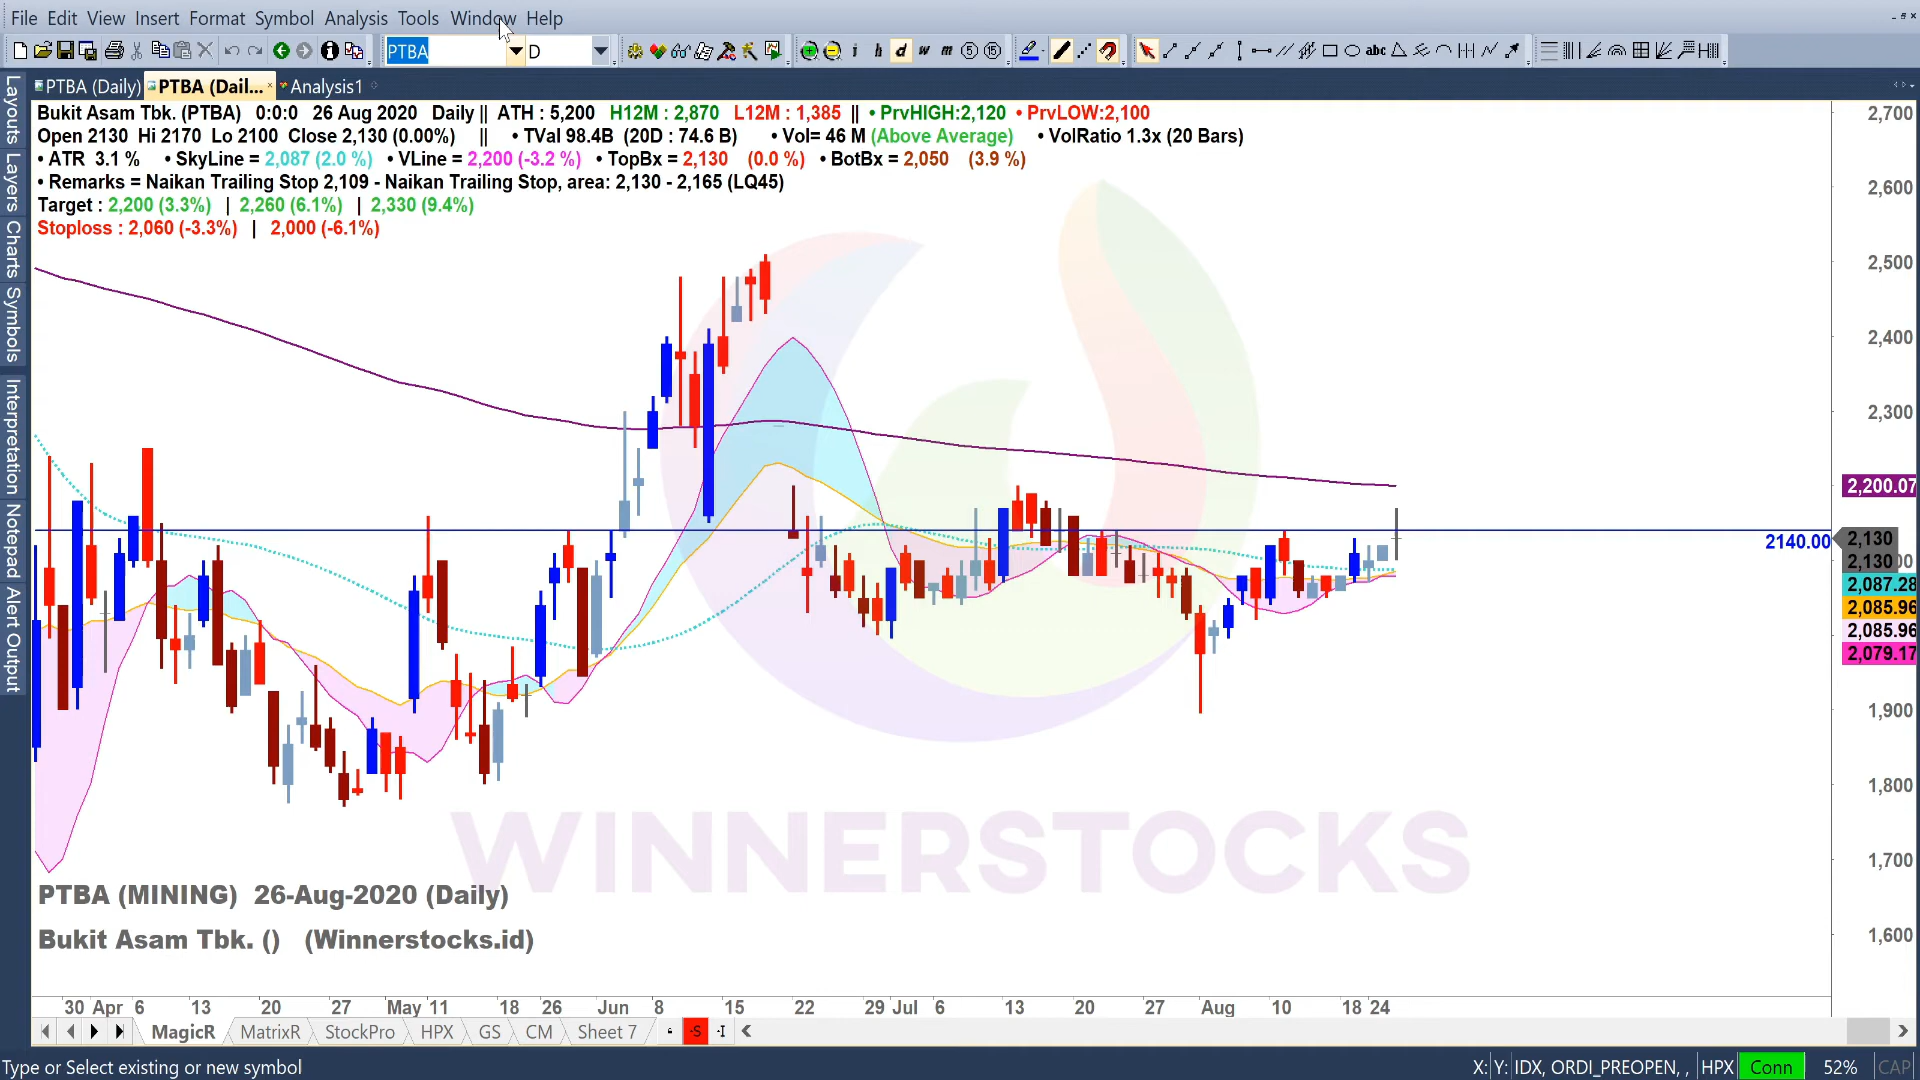 File Edit View Insert Format Symbol Analysis Tools Window Help
PTBA D i h d w m 5 15 abc
PTBA (Daily) PTBA (Dail... Analysis1
Bukit Asam Tbk. (PTBA) 0:0:0 26 Aug 2020 Daily || ATH : 5,200 H12M : 2,870 L12M : 1,385 || • PrvHIGH:2,120 • PrvLOW:2,100
Open 2130 Hi 2170 Lo 2100 Close 2,130 (0.00%) || • TVal 98.4B (20D : 74.6 B) • Vol= 46 M (Above Average) • VolRatio 1.3x (20 Bars)
• ATR 3.1 % • SkyLine = 2,087 (2.0 %) • VLine = 2,200 (-3.2 %) • TopBx = 2,130 (0.0 %) • BotBx = 2,050 (3.9 %)
• Remarks = Naikan Trailing Stop 2,109 - Naikan Trailing Stop, area: 2,130 - 2,165 (LQ45)
Target : 2,200 (3.3%) | 2,260 (6.1%) | 2,330 (9.4%)
Stoploss : 2,060 (-3.3%) | 2,000 (-6.1%)
Layouts
Layers
Charts
Symbols
Interpretation
Notepad
Alert Output
2,700
2,600
2,500
2,400
2,300
2,200.07
2140.00
2,130
2,130
2,087.28
2,085.96
2,085.96
2,079.17
1,900
1,800
1,700
1,600
WINNERSTOCKS
PTBA (MINING) 26-Aug-2020 (Daily)
Bukit Asam Tbk. () (Winnerstocks.id)
30 Apr 6 13 20 27 May 11 18 26 Jun 8 15 22 29 Jul 6 13 20 27 Aug 10 18 24
MagicR MatrixR StockPro HPX GS CM Sheet 7 -S -I
Type or Select existing or new symbol
X: Y: IDX, ORDI_PREOPEN, , HPX Conn 52% CAP